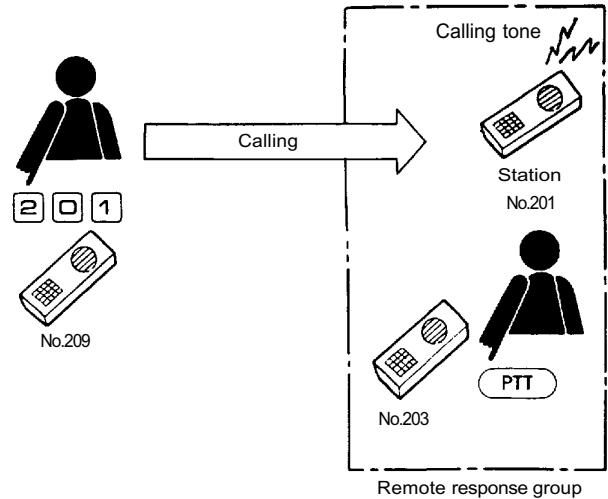 Calling tone
Calling
Station
No.201
2 0 1
No.209
No.203
PTT
Remote response group